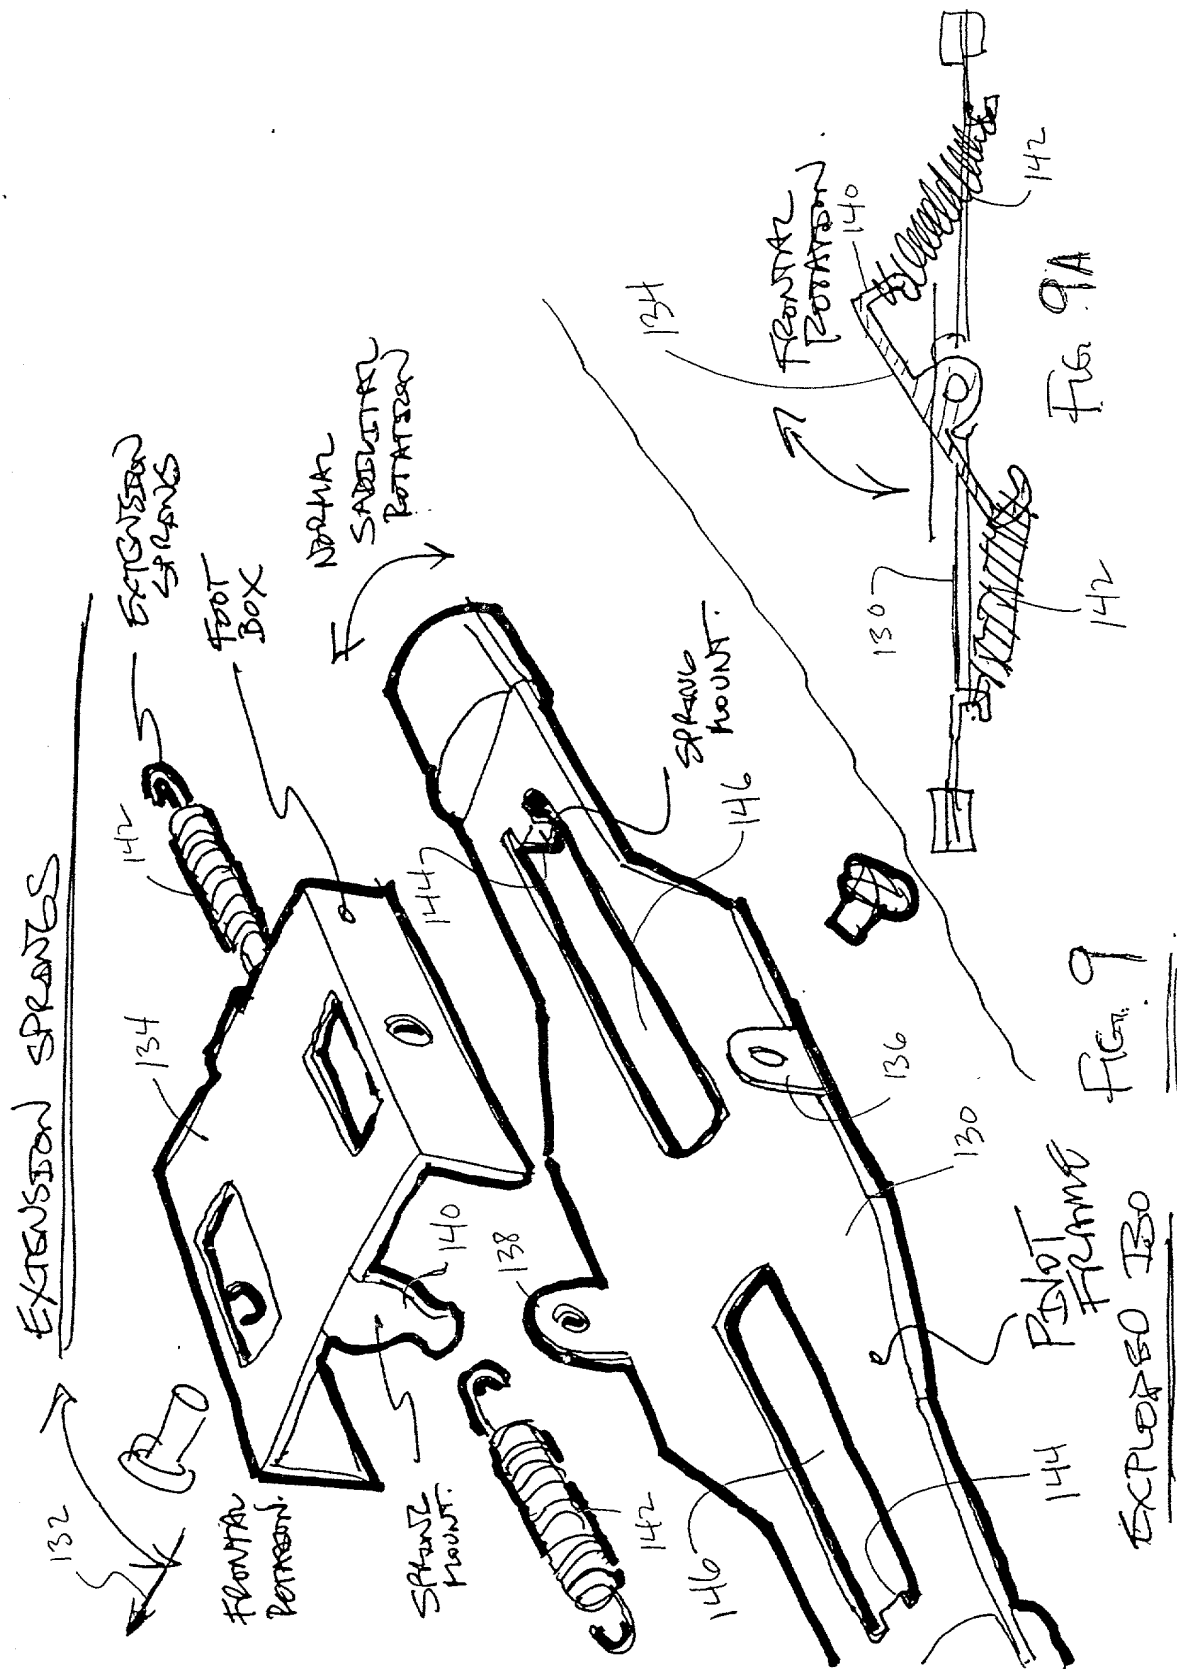 EXTENSION SPRINGS
132
FRONTAL
ROTATION.
134
142
EXTENSION
SPRINGS
FOOT
BOX
NORMAL
SAGITTAL
ROTATION
SPRING
MOUNT.
140
138
142
144
SPRING
MOUNT.
146
136
130
146
144
PIVOT
FRAME
EXPLODED ISO
FIG. 9
FRONTAL
ROTATION
134
140
130
142
142
FIG. 9A